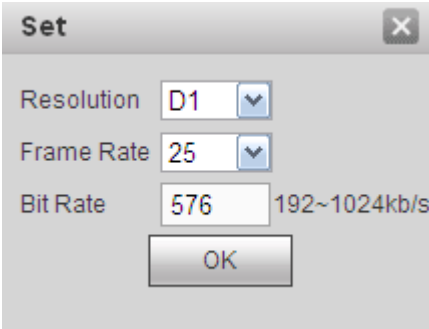 Set
Resolution D1
Frame Rate 25
Bit Rate 576 192~1024kb/s
OK